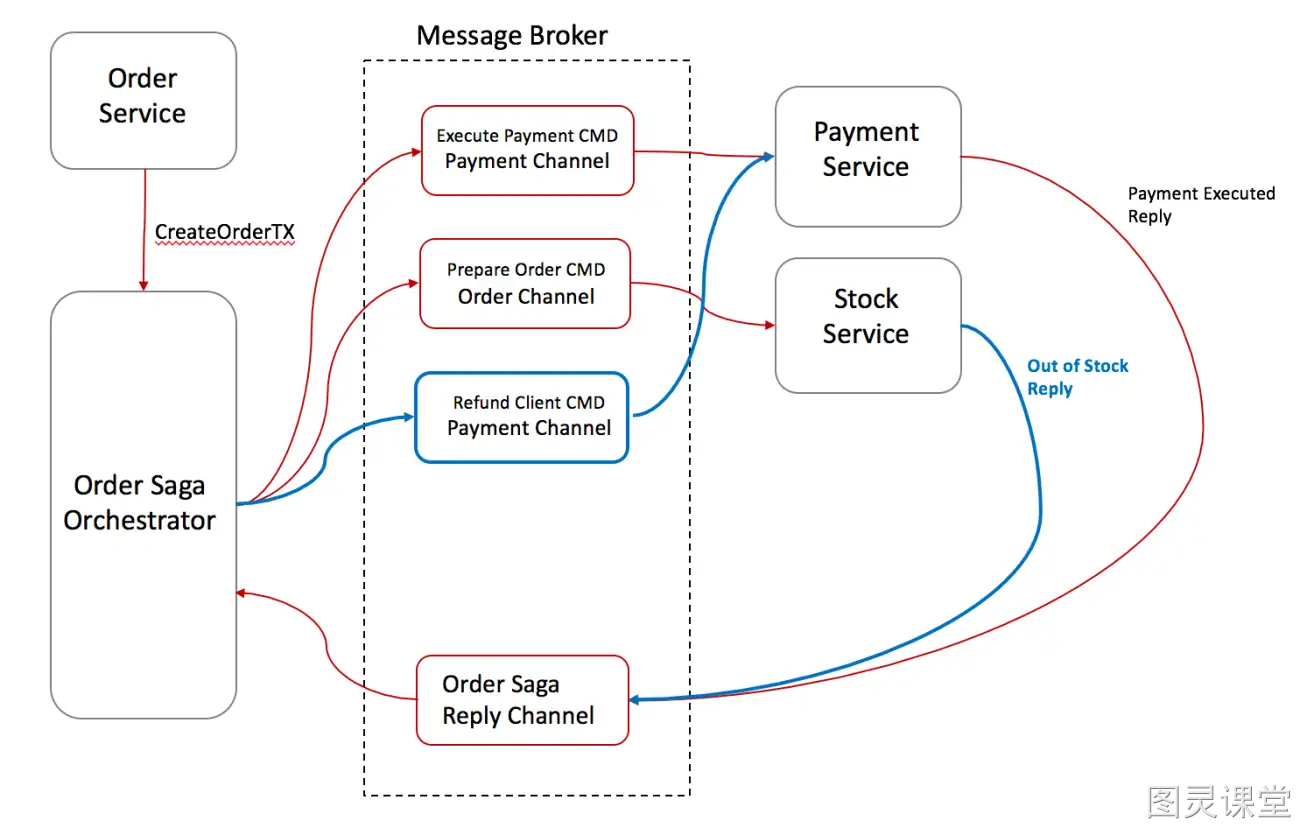 Message Broker
Order
Service
CreateOrderTX
Order Saga
Orchestrator
Execute Payment CMD
Payment Channel
Prepare Order CMD
Order Channel
Refund Client CMD
Payment Channel
Order Saga
Reply Channel
Payment
Service
Stock
Service
Payment Executed
Reply
Out of Stock
Reply
图灵课堂